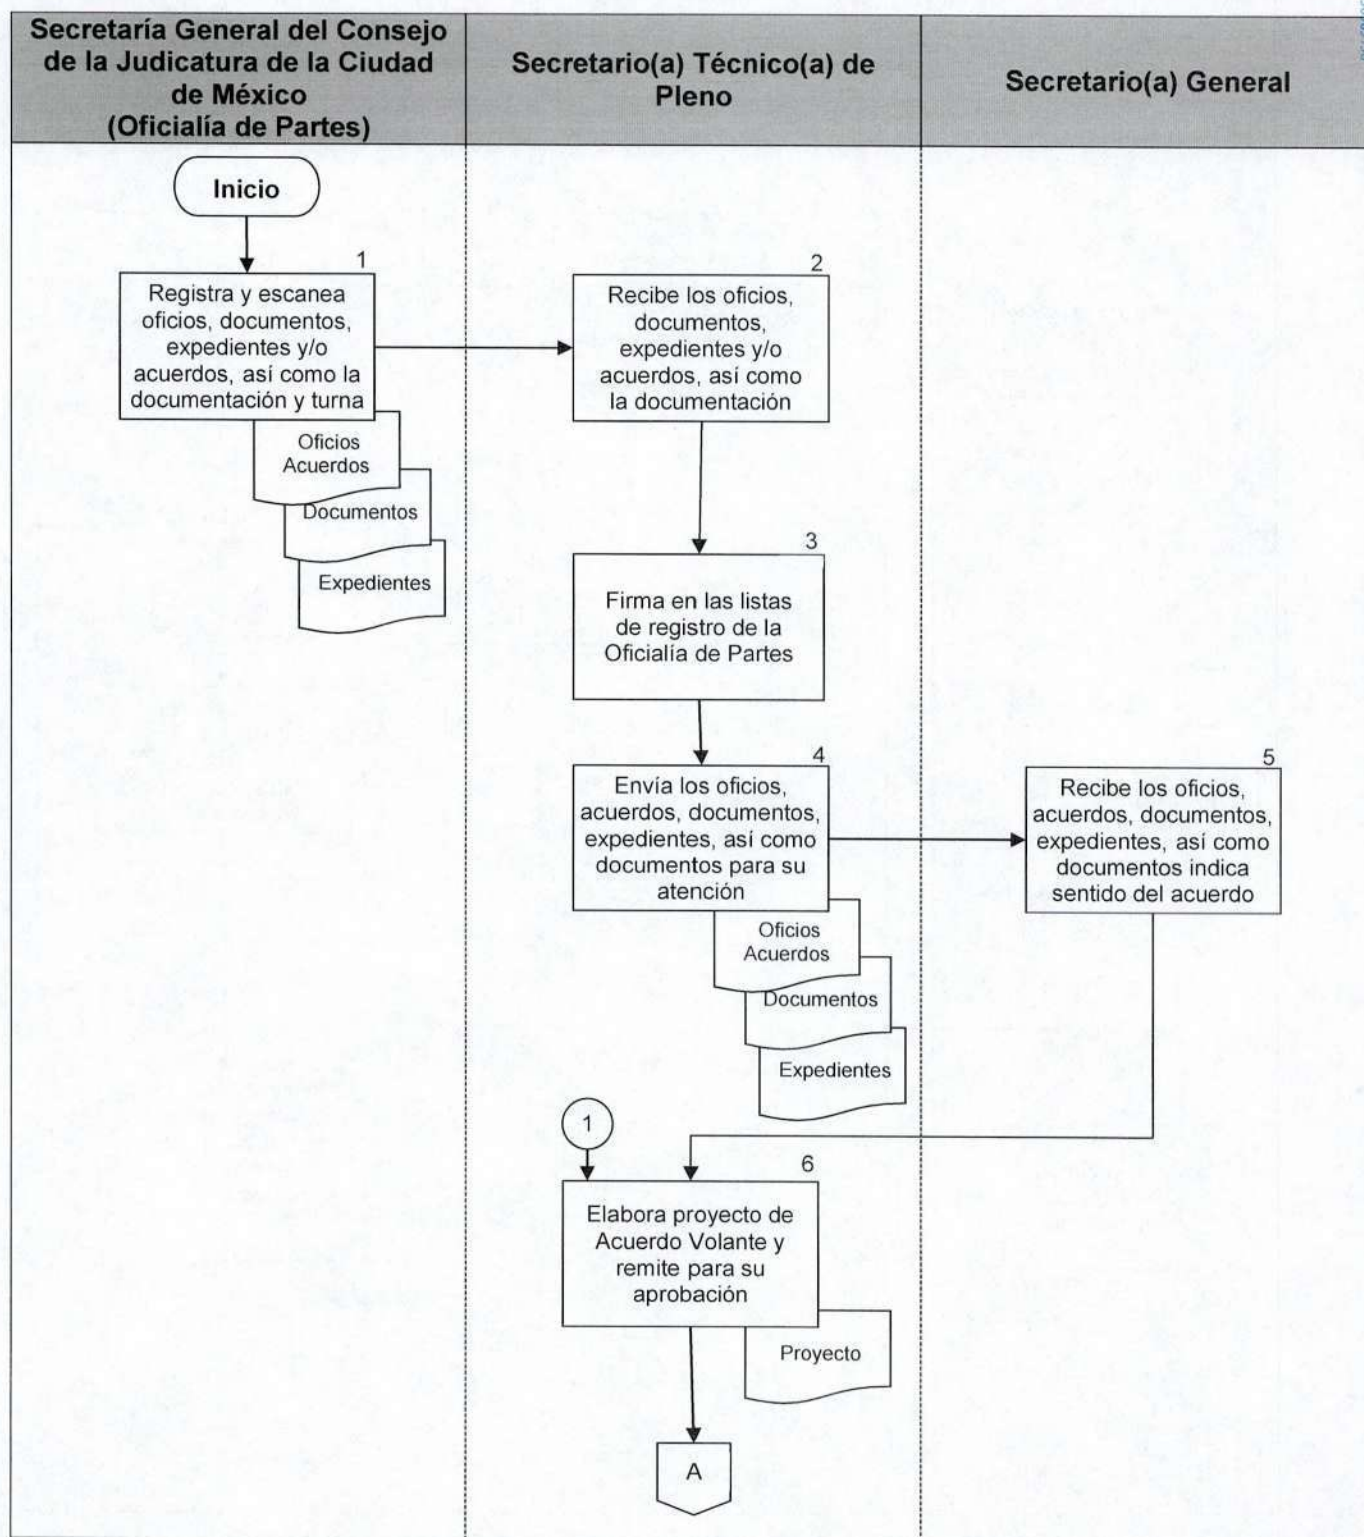 Secretaría General del Consejo
de la Judicatura de la Ciudad
de México
(Oficialía de Partes)
Secretario(a) Técnico(a) de
Pleno
Secretario(a) General
Inicio
1
Registra y escanea
oficios, documentos,
expedientes y/o
acuerdos, así como la
documentación y turna
Oficios
Acuerdos
Documentos
Expedientes
2
Recibe los oficios,
documentos,
expedientes y/o
acuerdos, así como
la documentación
3
Firma en las listas
de registro de la
Oficialía de Partes
4
Envía los oficios,
acuerdos, documentos,
expedientes, así como
documentos para su
atención
Oficios
Acuerdos
Documentos
Expedientes
5
Recibe los oficios,
acuerdos, documentos,
expedientes, así como
documentos indica
sentido del acuerdo
1
6
Elabora proyecto de
Acuerdo Volante y
remite para su
aprobación
Proyecto
A